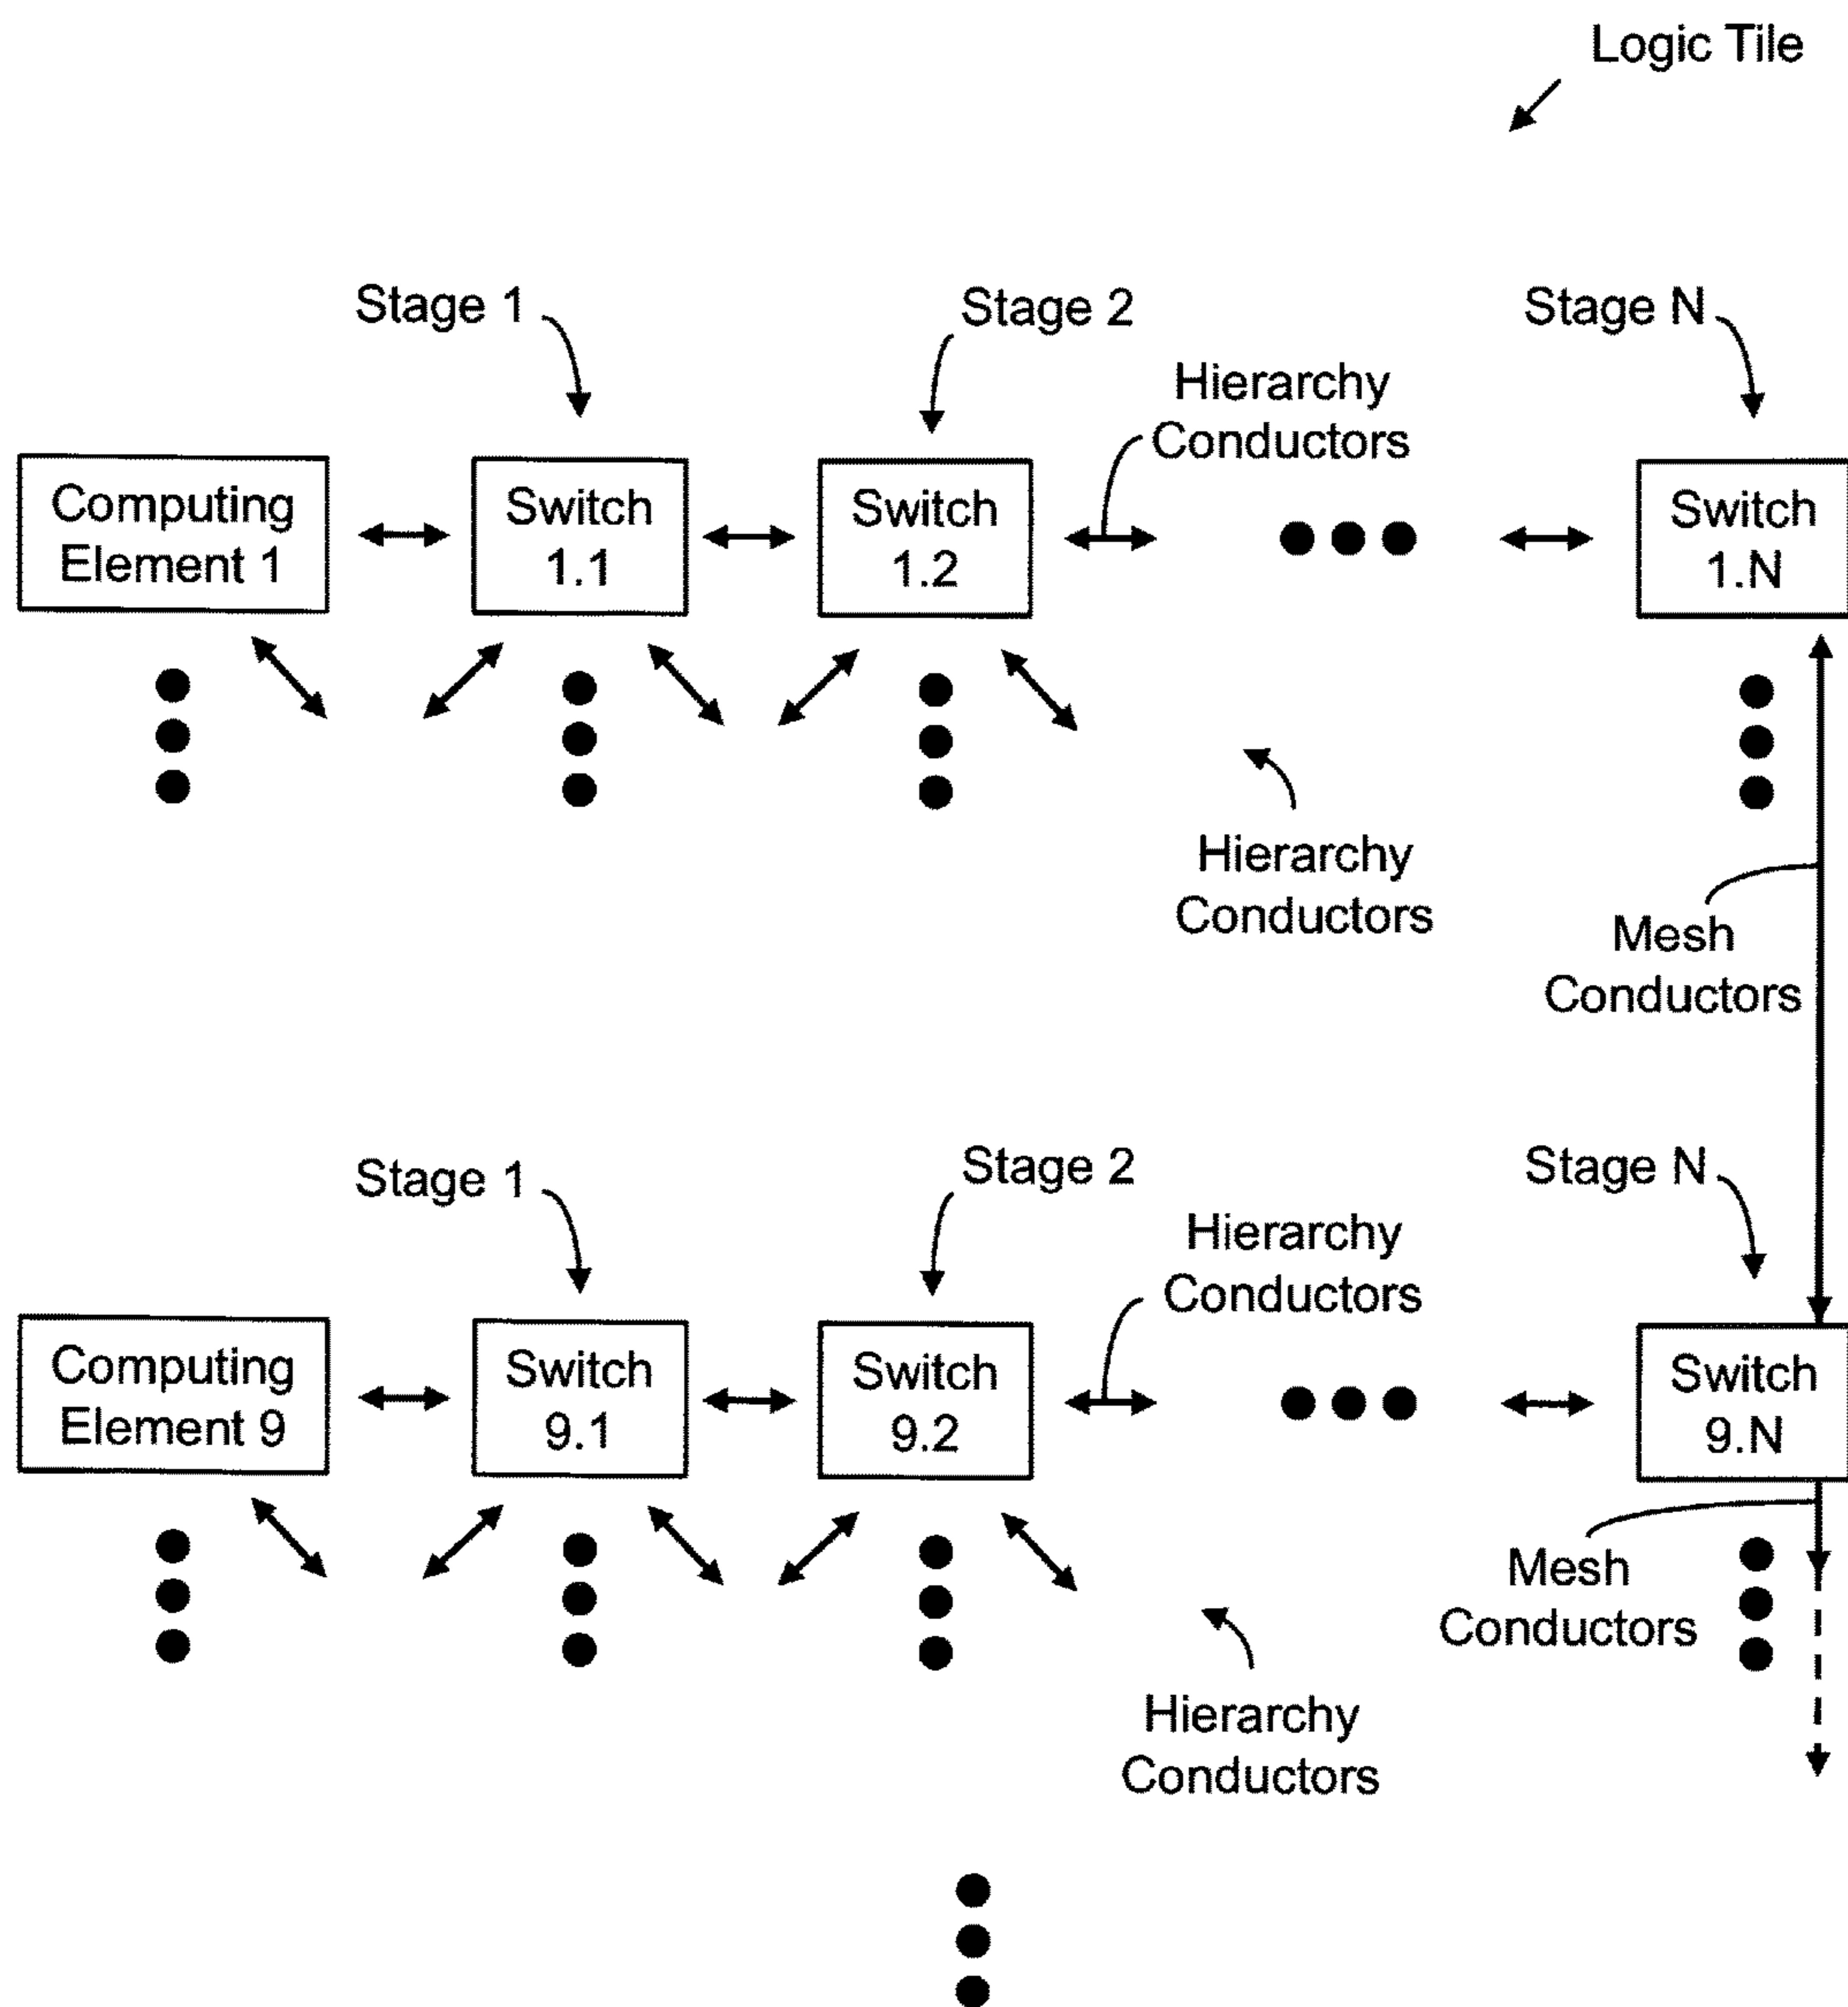 Logic Tile
Stage 1
Stage 2
Stage N
Hierarchy
Conductors
Computing
Element 1
Switch
1.1
Switch
1.2
Switch
1.N
Hierarchy
Conductors
Mesh
Conductors
Stage 1
Stage 2
Stage N
Hierarchy
Conductors
Computing
Element 9
Switch
9.1
Switch
9.2
Switch
9.N
Mesh
Conductors
Hierarchy
Conductors